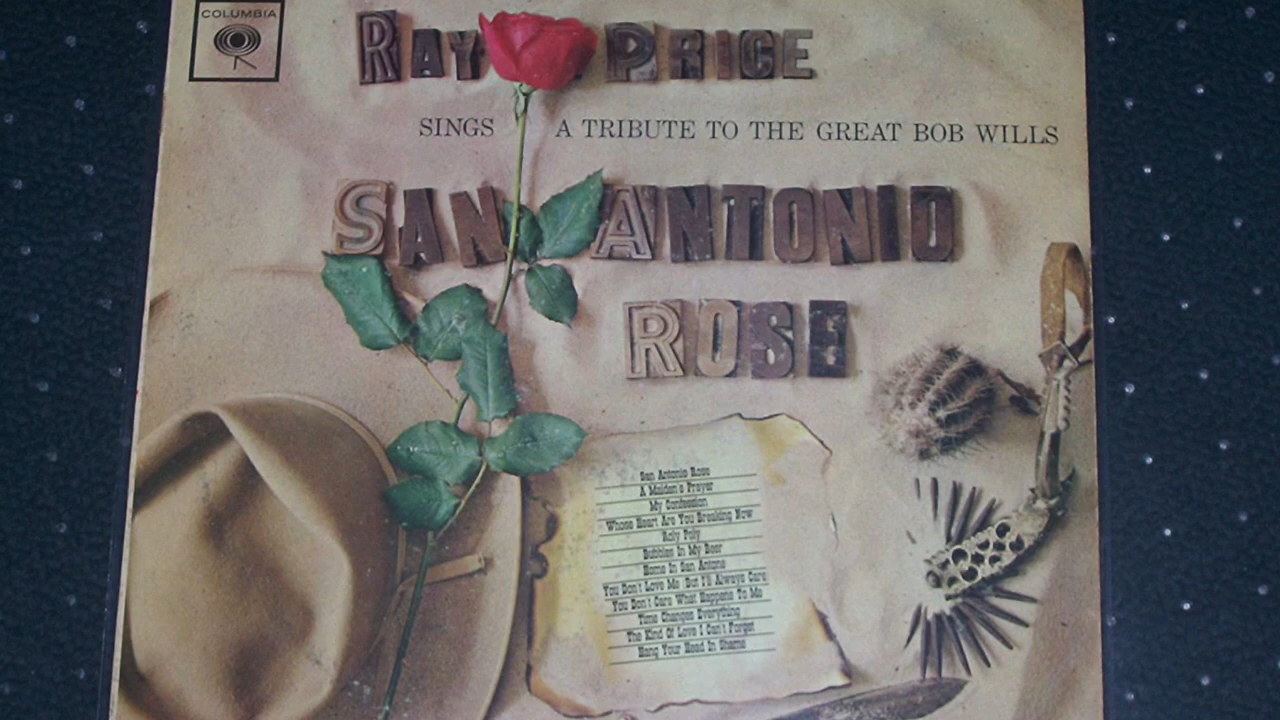 COLUMBIA
RAY PRICE
SINGS A TRIBUTE TO THE GREAT BOB WILLS
SAN ANTONIO
ROSE
San Antonio Rose
A Maiden's Prayer
My Confession
Whose Heart Are You Breaking Now
Roly Poly
Bubbles In My Beer
Home In San Antone
You Don't Love Me But I'll Always Care
You Don't Care What Happens To Me
Time Changes Everything
The Kind Of Love I Can't Forget
Hang Your Head In Shame